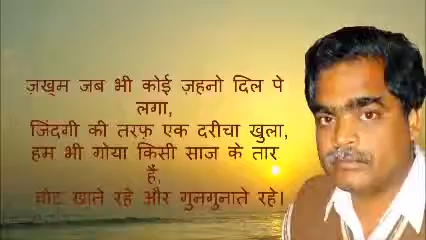 ज़ख़्म जब भी कोई ज़हनो दिल पे
लगा,
जिंदगी की तरफ़ एक दरीचा खुला,
हम भी गोया किसी साज के तार
हैं,
चोट खाते रहे और गुनगुनाते रहे।